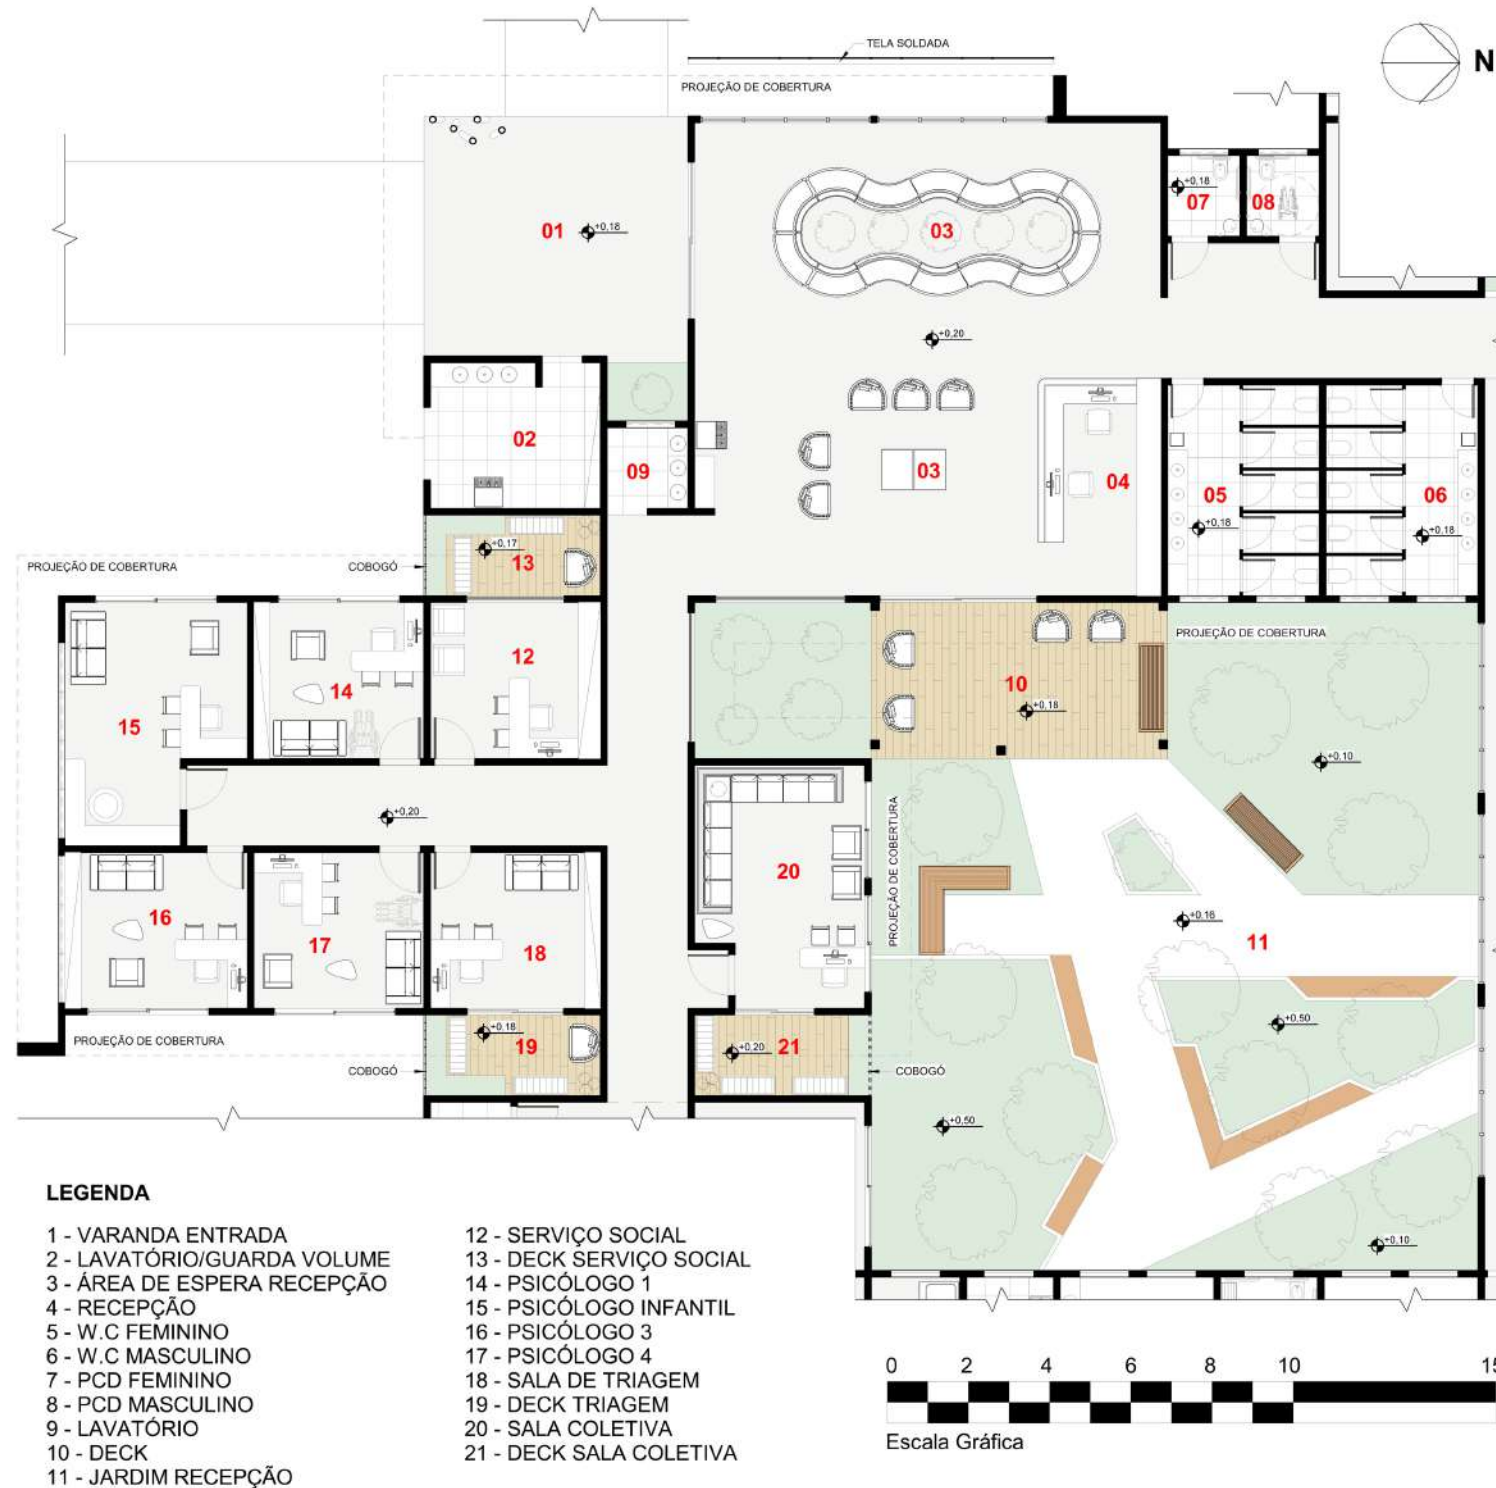 TELA SOLDADA
N
PROJEÇÃO DE COBERTURA
+0,18
07
08
01
+0,18
03
+0,20
02
09
03
04
05
06
+0,18
+0,18
+0,17
13
PROJEÇÃO DE COBERTURA
COBOGÓ
PROJEÇÃO DE COBERTURA
12
14
15
10
+0,18
+0,10
+0,20
PROJEÇÃO DE COBERTURA
20
16
17
18
+0,16
11
+0,18
19
+0,20
21
+0,50
PROJEÇÃO DE COBERTURA
COBOGÓ
COBOGÓ
+0,50
+0,10
LEGENDA
1 - VARANDA ENTRADA
2 - LAVATÓRIO/GUARDA VOLUME
3 - ÁREA DE ESPERA RECEPÇÃO
4 - RECEPÇÃO
5 - W.C FEMININO
6 - W.C MASCULINO
7 - PCD FEMININO
8 - PCD MASCULINO
9 - LAVATÓRIO
10 - DECK
11 - JARDIM RECEPÇÃO
12 - SERVIÇO SOCIAL
13 - DECK SERVIÇO SOCIAL
14 - PSICÓLOGO 1
15 - PSICÓLOGO INFANTIL
16 - PSICÓLOGO 3
17 - PSICÓLOGO 4
18 - SALA DE TRIAGEM
19 - DECK TRIAGEM
20 - SALA COLETIVA
21 - DECK SALA COLETIVA
0 2 4 6 8 10 15
Escala Gráfica